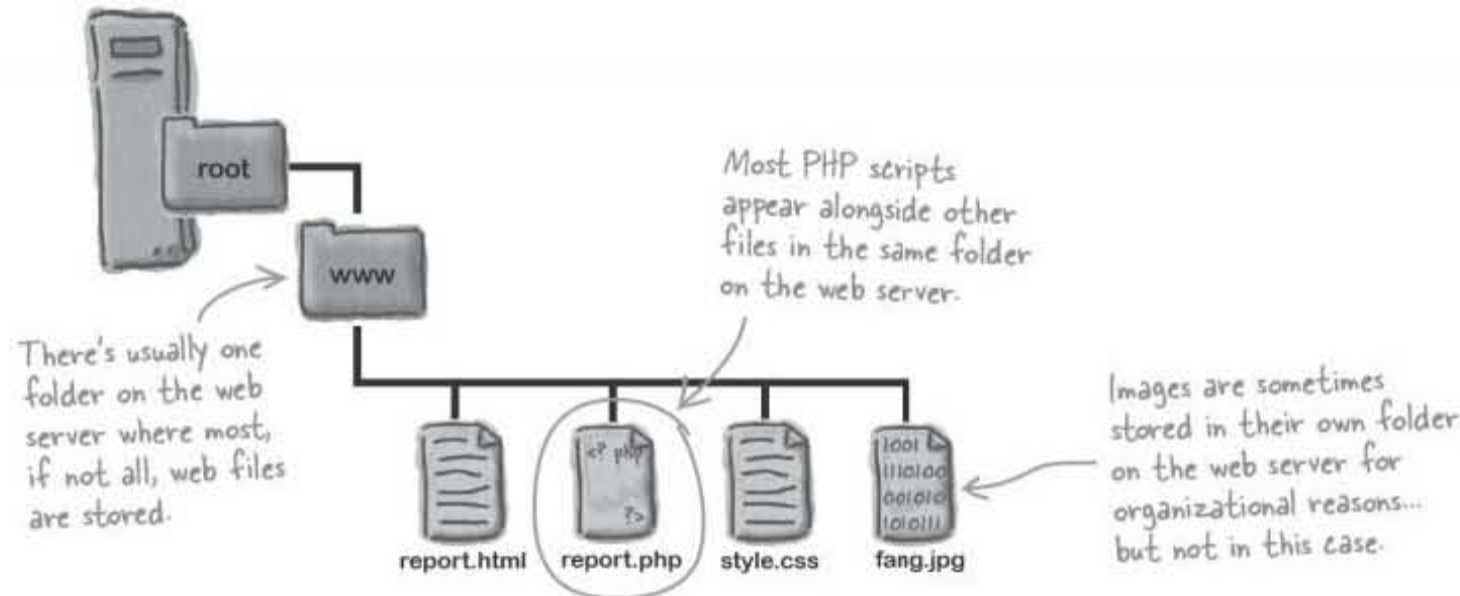 root
www
Most PHP scripts
appear alongside other
files in the same folder
on the web server.
There's usually one
folder on the web
server where most,
if not all, web files
are stored.
Images are sometimes
stored in their own folder
on the web server for
organizational reasons...
but not in this case.
<? php
?>
1001
1110100
001010
1010111
report.html
report.php
style.css
fang.jpg